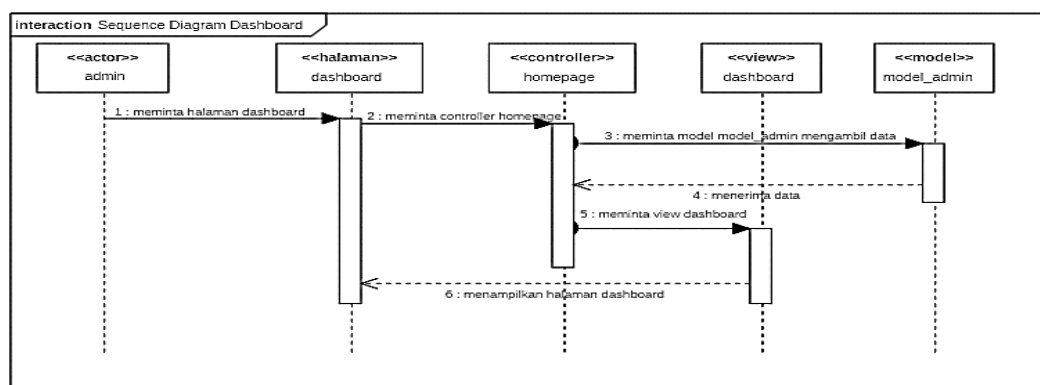 interaction Sequence Diagram Dashboard
<<actor>>
admin
<<halaman>>
dashboard
<<controller>>
homepage
<<view>>
dashboard
<<model>>
model_admin
1 : meminta halaman dashboard
2 : meminta controller homepage
3 : meminta model model_admin mengambil data
4 : menerima data
5 : meminta view dashboard
6 : menampilkan halaman dashboard